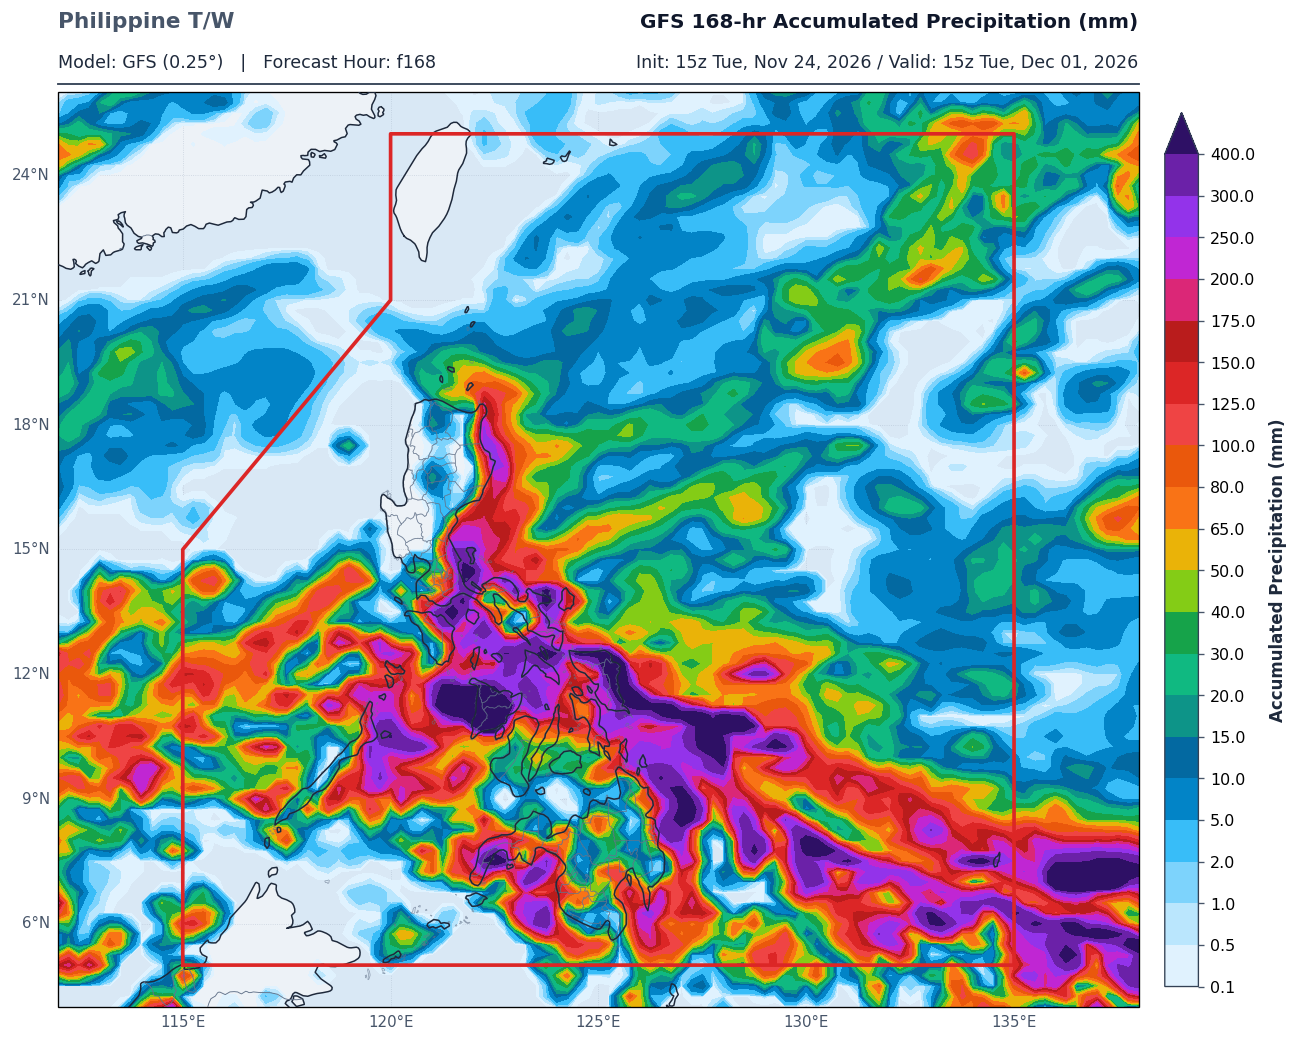 Philippine T/W
GFS 168-hr Accumulated Precipitation (mm)
Model: GFS (0.25°) | Forecast Hour: f168
Init: 15z Tue, Nov 24, 2026 / Valid: 15z Tue, Dec 01, 2026
24°N
21°N
18°N
15°N
12°N
9°N
6°N
115°E
120°E
125°E
130°E
135°E
400.0
300.0
250.0
200.0
175.0
150.0
125.0
100.0
80.0
65.0
50.0
40.0
30.0
20.0
15.0
10.0
5.0
2.0
1.0
0.5
0.1
Accumulated Precipitation (mm)